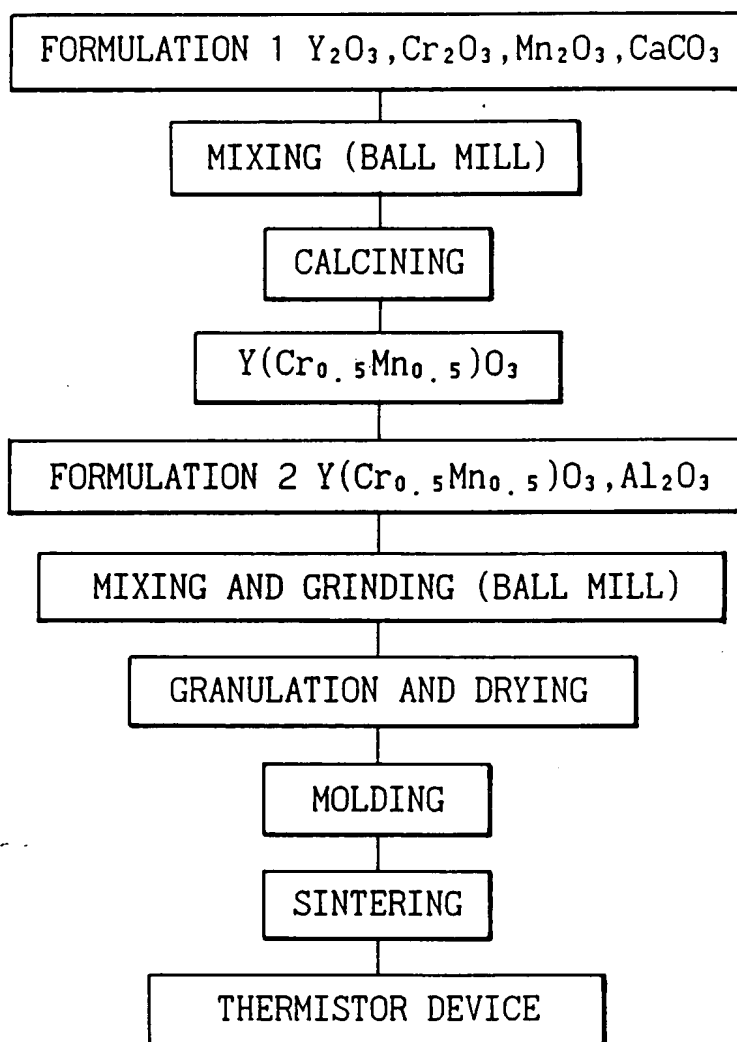 FORMULATION 1 Y₂O₃,Cr₂O₃,Mn₂O₃,CaCO₃
MIXING (BALL MILL)
CALCINING
Y(Cr₀.₅Mn₀.₅)O₃
FORMULATION 2 Y(Cr₀.₅Mn₀.₅)O₃,Al₂O₃
MIXING AND GRINDING (BALL MILL)
GRANULATION AND DRYING
MOLDING
SINTERING
THERMISTOR DEVICE